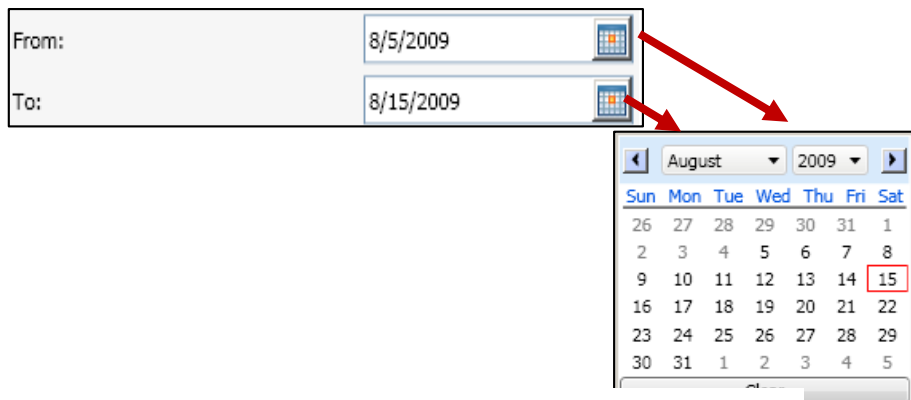 From: 8/5/2009
To: 8/15/2009
August 2009
Sun Mon Tue Wed Thu Fri Sat
26 27 28 29 30 31 1
2 3 4 5 6 7 8
9 10 11 12 13 14 15
16 17 18 19 20 21 22
23 24 25 26 27 28 29
30 31 1 2 3 4 5